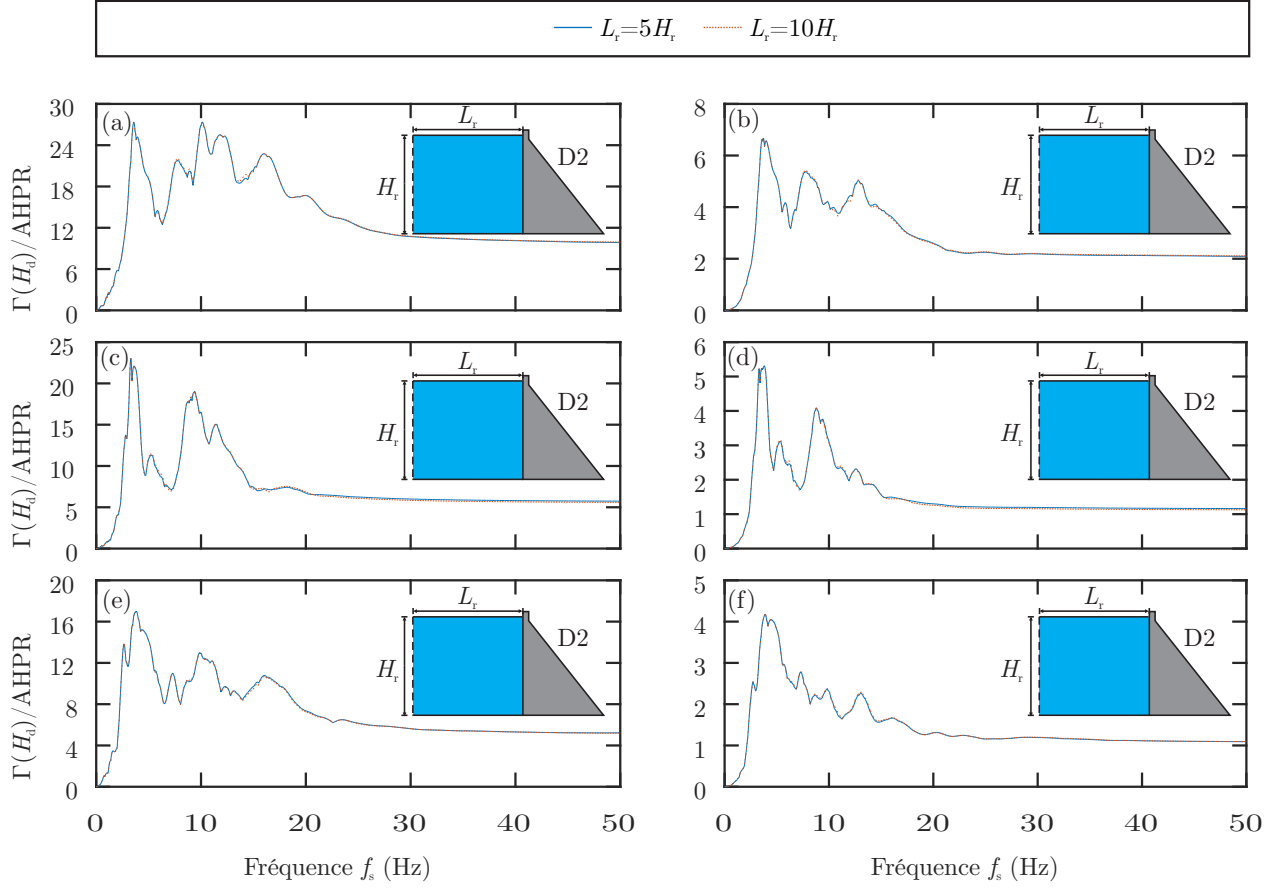 L_r=5H_r L_r=10H_r
(a) L_r H_r D2
30
24
18
12
6
0
Γ(H_d)/AHPR
(b) L_r H_r D2
8
6
4
2
0
(c) L_r H_r D2
25
20
15
10
5
0
Γ(H_d)/AHPR
(d) L_r H_r D2
6
5
4
3
2
1
0
(e) L_r H_r D2
20
16
12
8
4
0
Γ(H_d)/AHPR
0 10 20 30 40 50
Fréquence f_s (Hz)
(f) L_r H_r D2
5
4
3
2
1
0
0 10 20 30 40 50
Fréquence f_s (Hz)